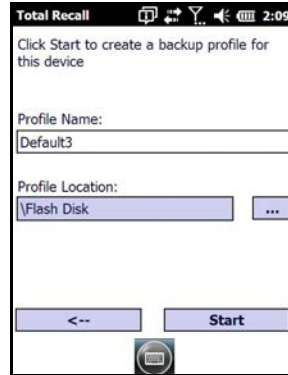 Total Recall 2:09
Click Start to create a backup profile for
this device
Profile Name:
Default3
Profile Location:
\Flash Disk ...
<-- Start